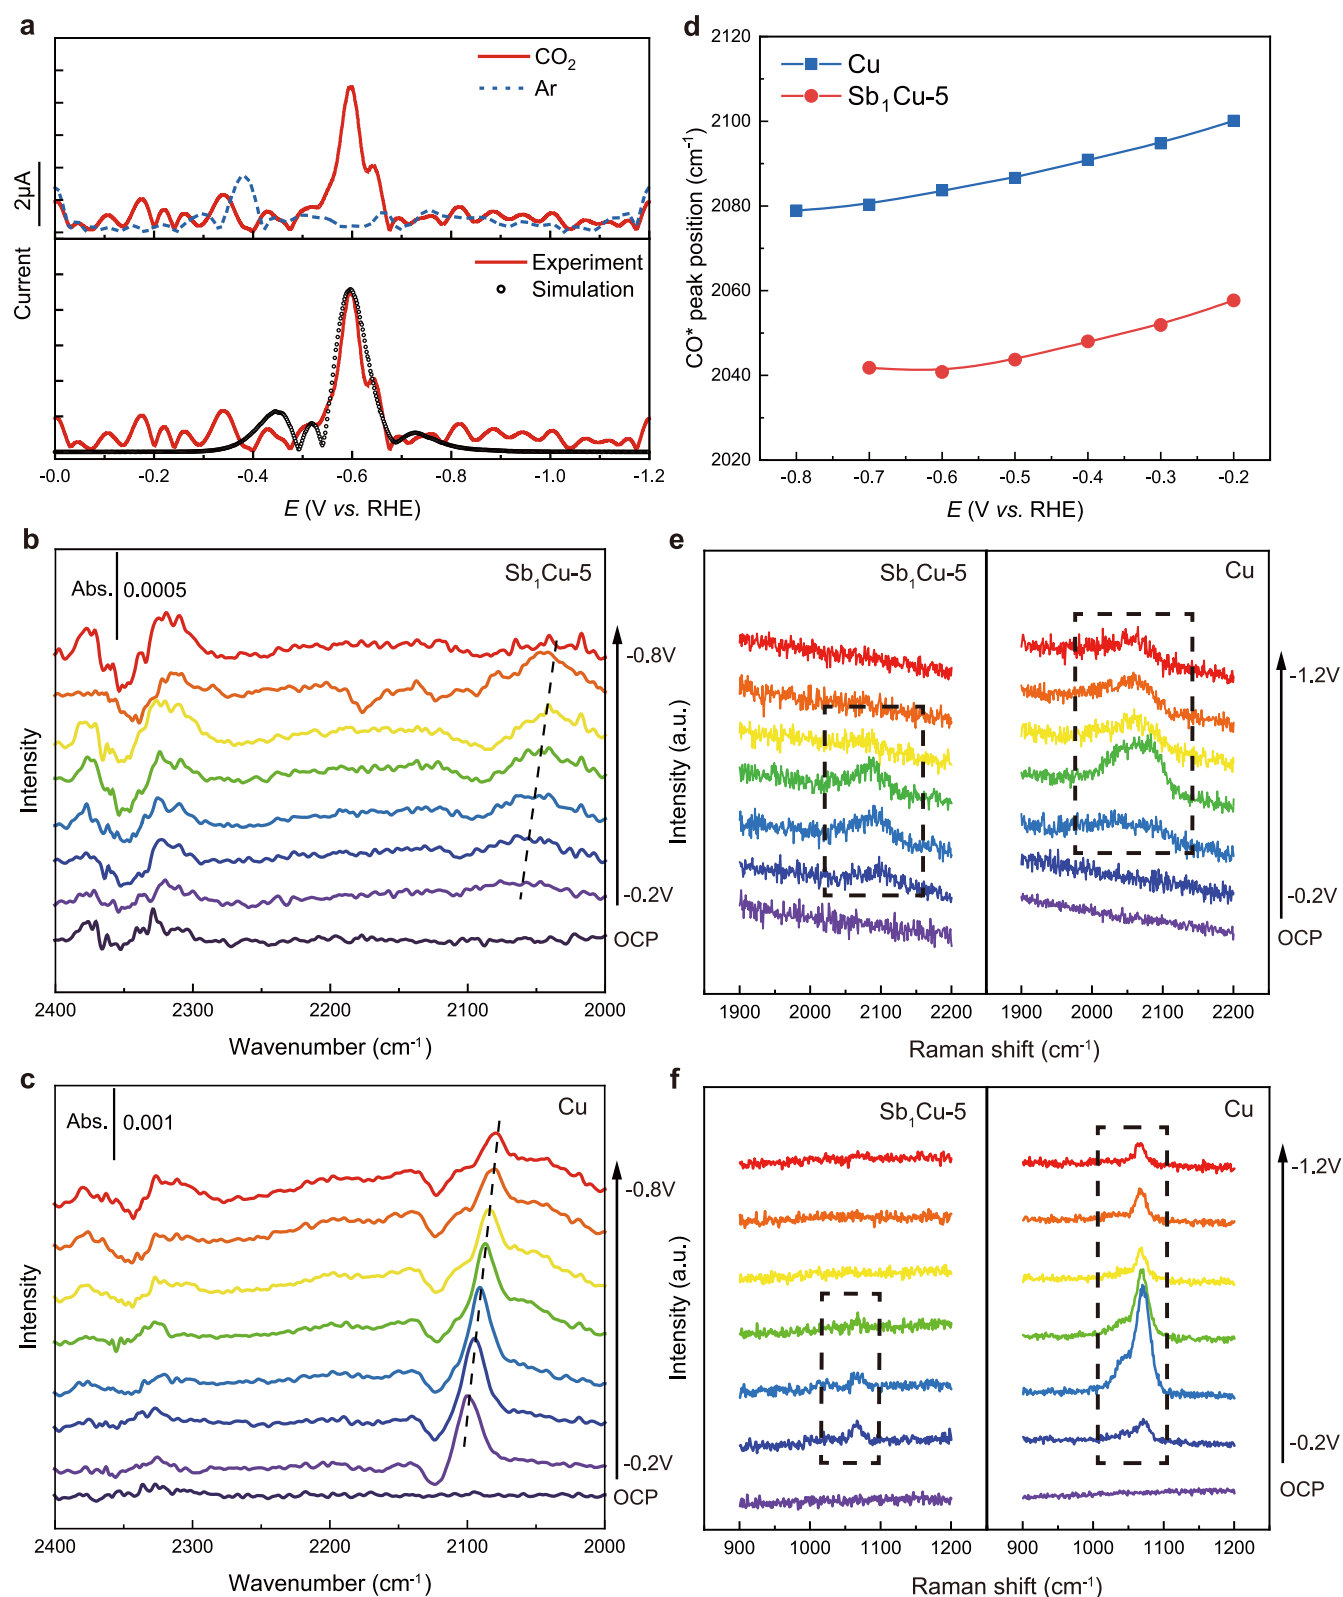 a
CO₂
Ar
2μA
Experiment
Simulation
Current
-0.0 -0.2 -0.4 -0.6 -0.8 -1.0 -1.2
E (V vs. RHE)
d
Cu
Sb₁Cu-5
CO* peak position (cm⁻¹)
2120
2100
2080
2060
2040
2020
-0.8 -0.7 -0.6 -0.5 -0.4 -0.3 -0.2
E (V vs. RHE)
b
Abs. 0.0005
Sb₁Cu-5
-0.8V
-0.2V
OCP
Intensity
2400 2300 2200 2100 2000
Wavenumber (cm⁻¹)
e
Sb₁Cu-5
Cu
-1.2V
-0.2V
OCP
Intensity (a.u.)
1900 2000 2100 2200 1900 2000 2100 2200
Raman shift (cm⁻¹)
c
Abs. 0.001
Cu
-0.8V
-0.2V
OCP
Intensity
2400 2300 2200 2100 2000
Wavenumber (cm⁻¹)
f
Sb₁Cu-5
Cu
-1.2V
-0.2V
OCP
Intensity (a.u.)
900 1000 1100 1200 900 1000 1100 1200
Raman shift (cm⁻¹)